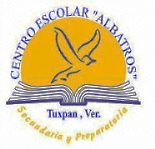 CENTRO ESCOLAR "ALBATROS"
Tuxpan, Ver.
Secundaria y Preparatoria